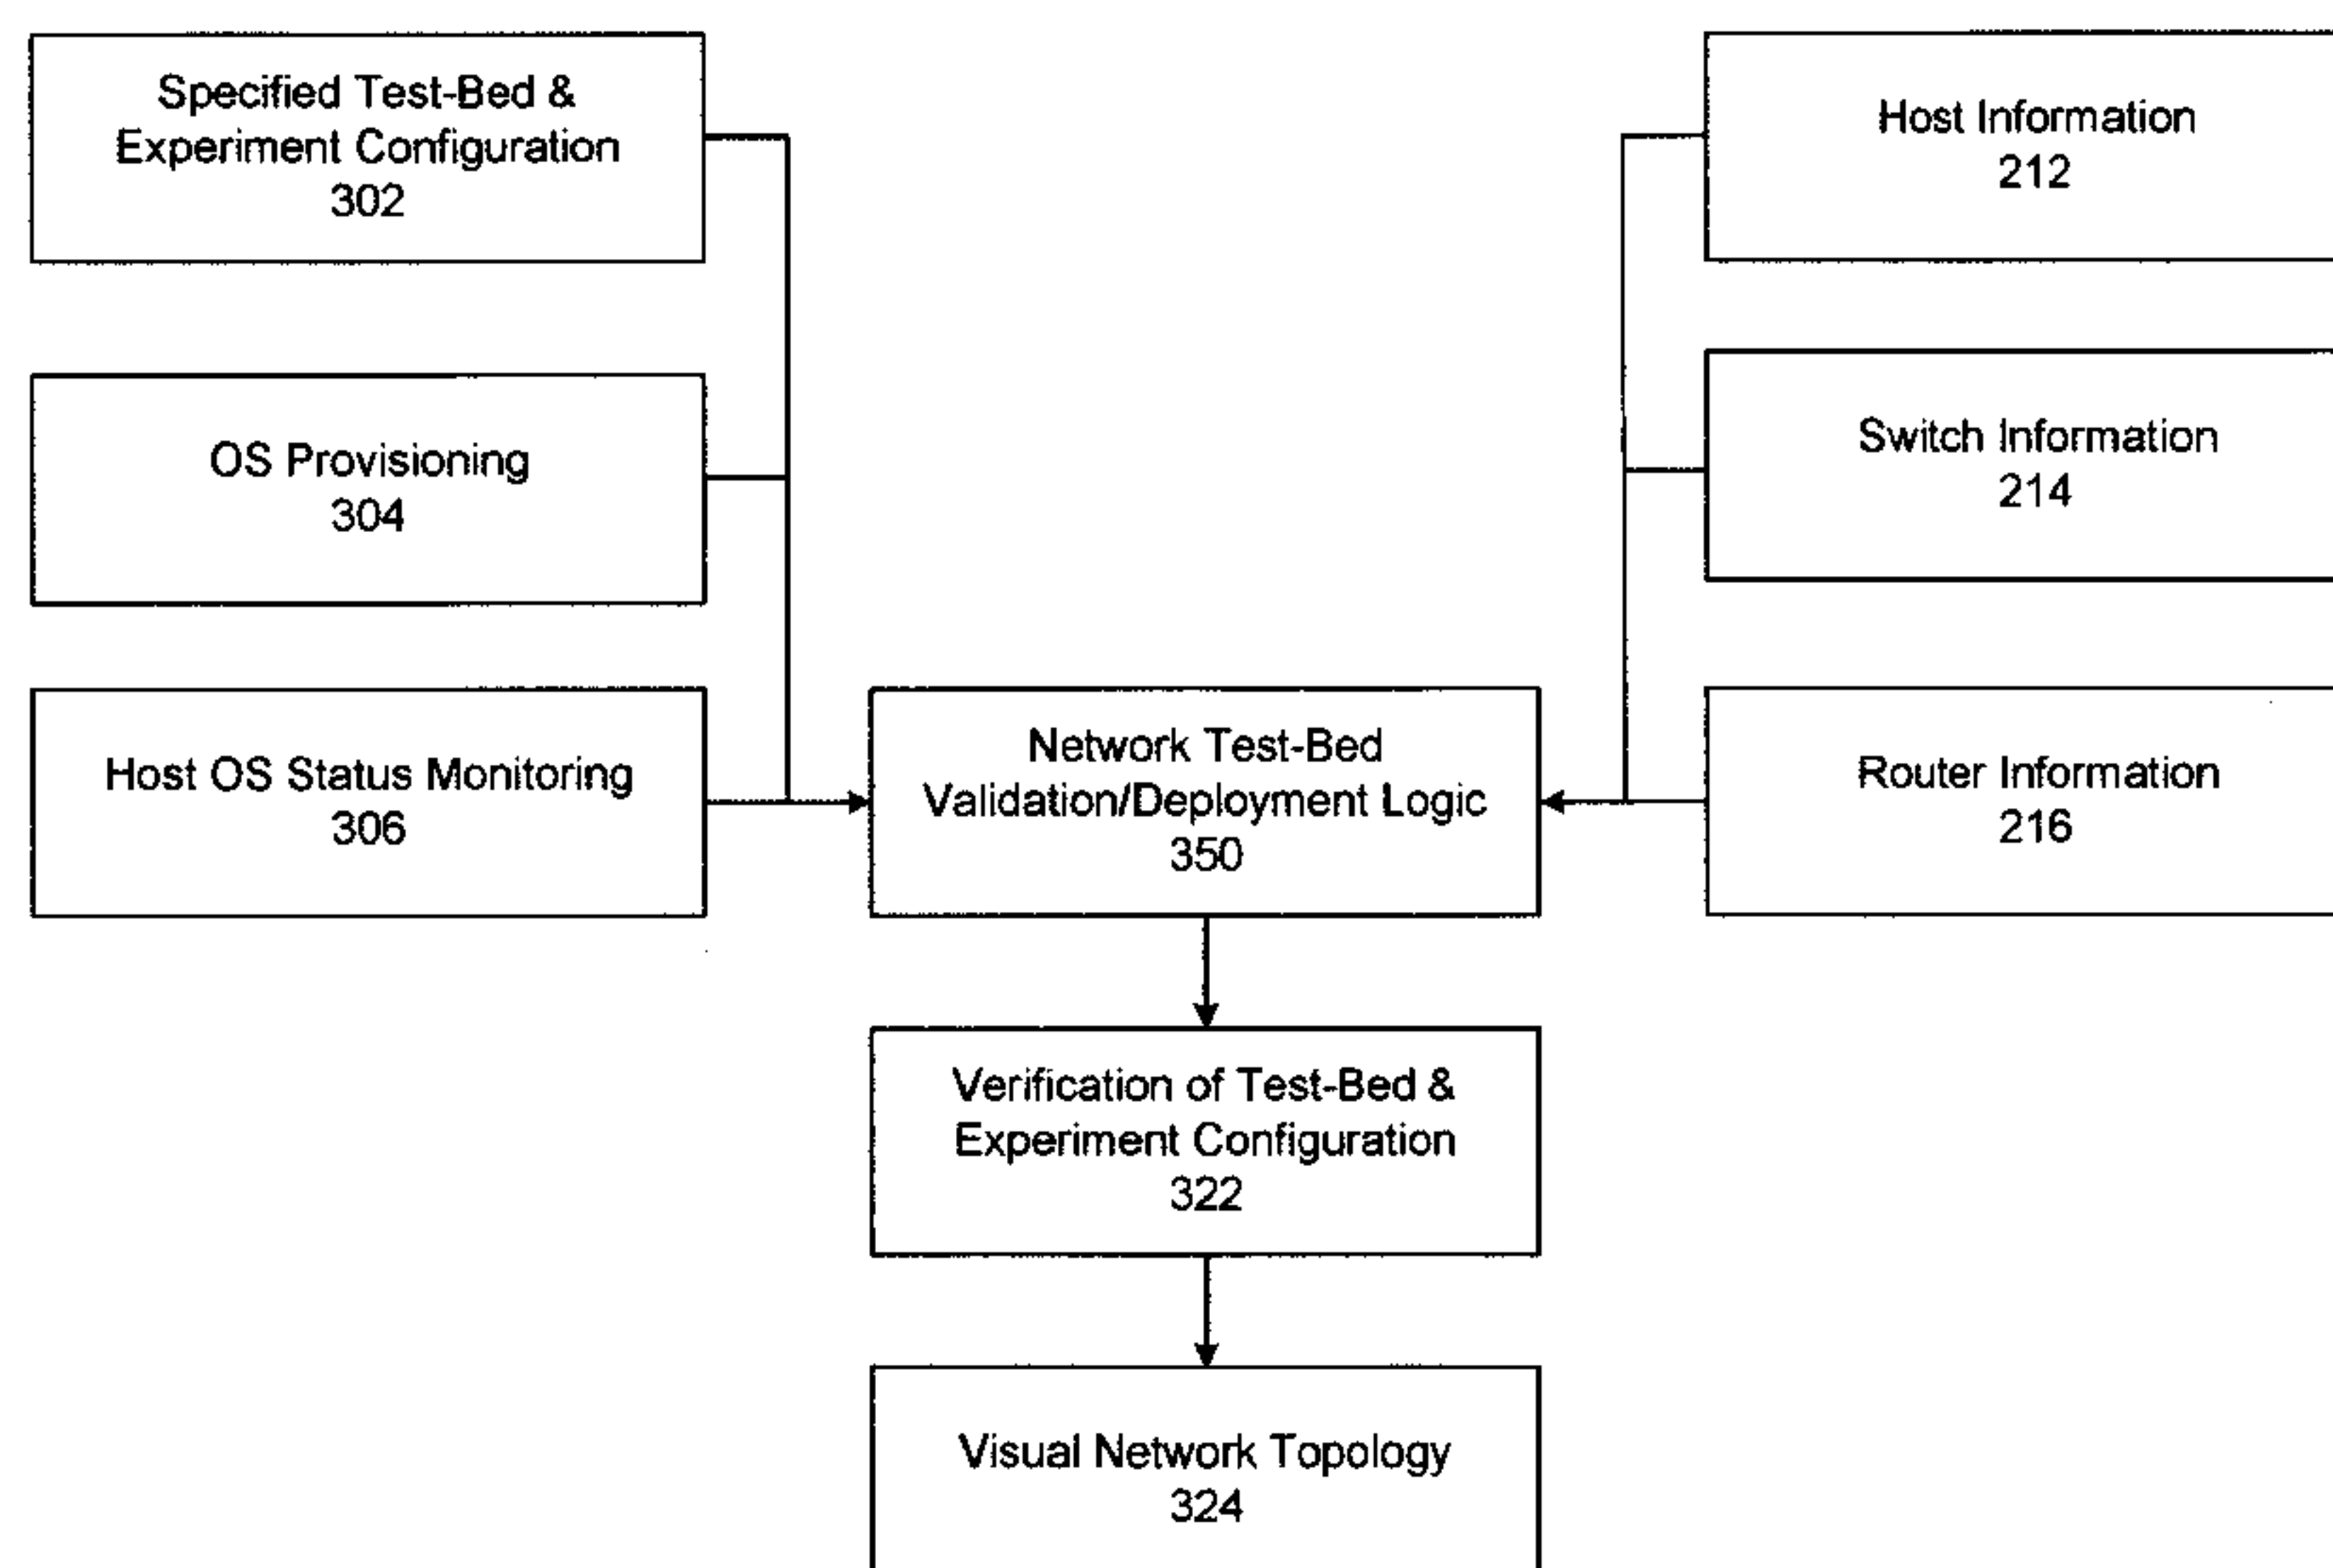 Specified Test-Bed &
Experiment Configuration
302
Host Information
212
OS Provisioning
304
Switch Information
214
Host OS Status Monitoring
306
Network Test-Bed
Validation/Deployment Logic
350
Router Information
216
Verification of Test-Bed &
Experiment Configuration
322
Visual Network Topology
324